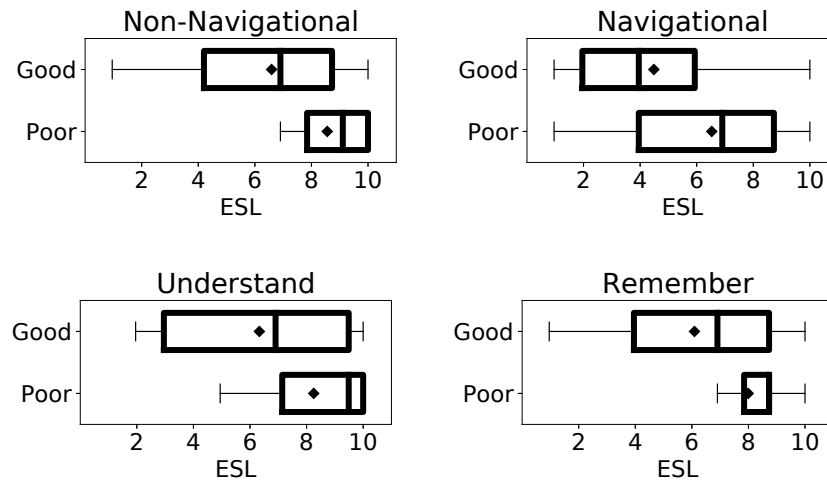 Non-Navigational
Good
Poor
2 4 6 8 10
ESL
Navigational
Good
Poor
2 4 6 8 10
ESL
Understand
Good
Poor
2 4 6 8 10
ESL
Remember
Good
Poor
2 4 6 8 10
ESL